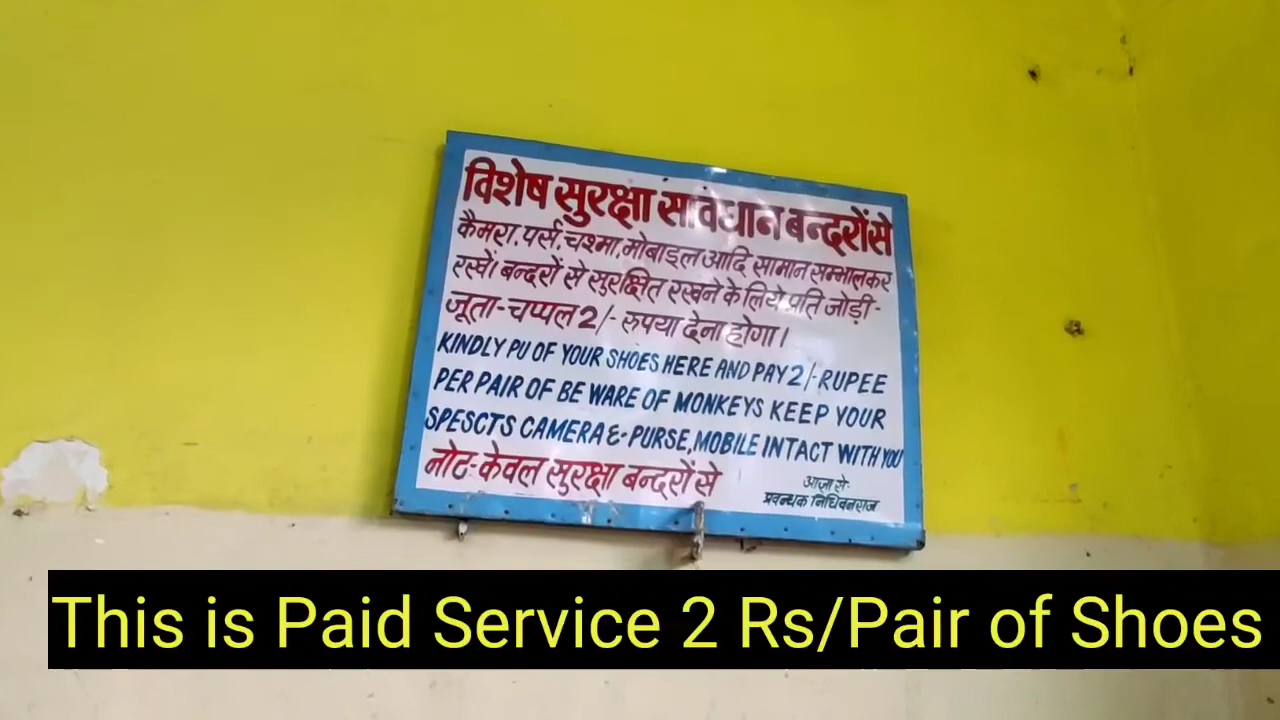 विशेष सुरक्षा सावधान बन्दरों से
कैमरा, पर्स, चश्मा, मोबाइल आदि सामान सम्भालकर
रखें। बन्दरों से सुरक्षित रखने के लिये प्रति जोड़ी-
जूता-चप्पल 2/- रुपया देना होगा।
KINDLY PU OF YOUR SHOES HERE AND PAY 2/- RUPEE
PER PAIR OF BE WARE OF MONKEYS KEEP YOUR
SPESCTS CAMERA & PURSE, MOBILE INTACT WITH YOU
नोट- केवल सुरक्षा बन्दरों से
आज्ञा से-
प्रवन्धक निधिवनराज
This is Paid Service 2 Rs/Pair of Shoes